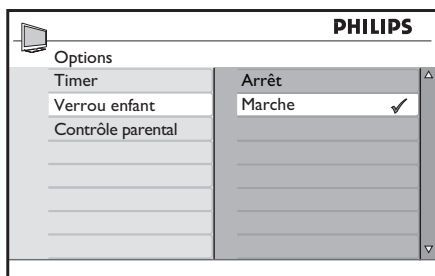 PHILIPS
Options
Timer
Arrêt
Verrou enfant
Marche
Contrôle parental